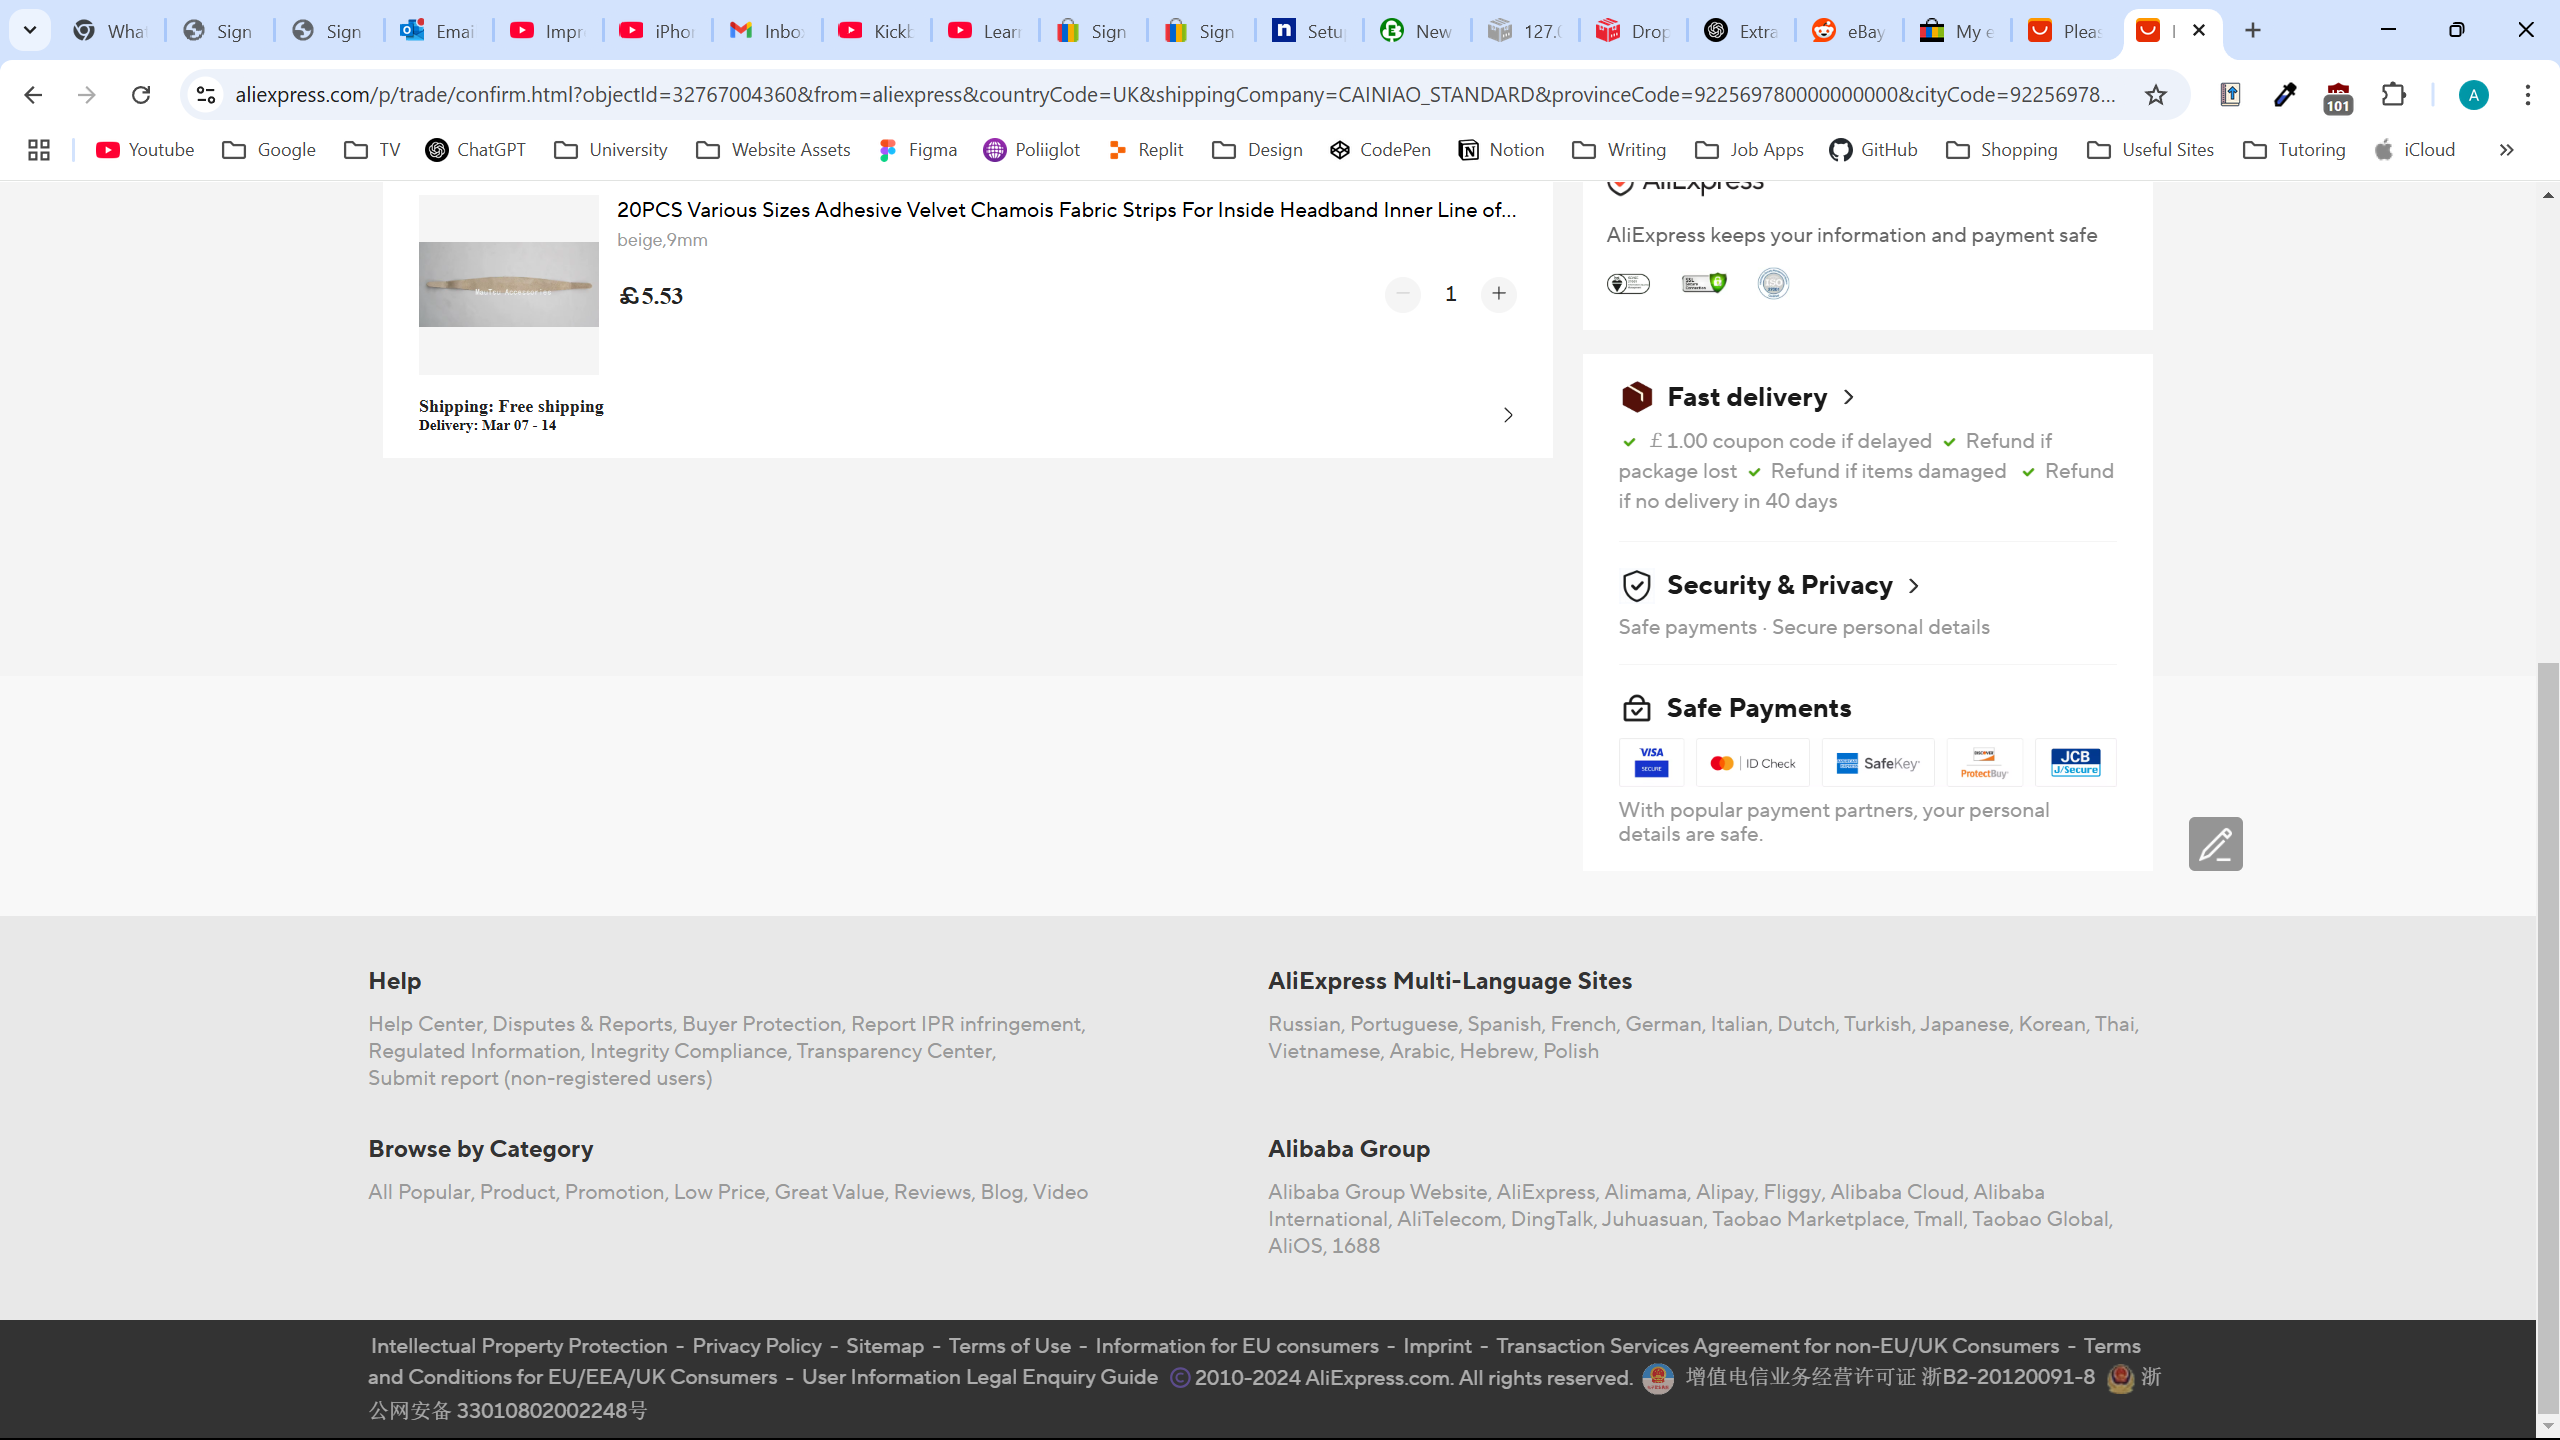 What
Sign
Sign
Emai
Impr
iPhon
Inbox
Kickb
Learn
Sign
Sign
Setu
New
127.0
Drop
Extra
eBay
My e
Pleas
aliexpress.com/p/trade/confirm.html?objectId=32767004360&from=aliexpress&countryCode=UK&shippingCompany=CAINIAO_STANDARD&provinceCode=922569780000000000&cityCode=92256978...
101
A
Youtube
Google
TV
ChatGPT
University
Website Assets
Figma
Poliiglot
Replit
Design
CodePen
Notion
Writing
Job Apps
GitHub
Shopping
Useful Sites
Tutoring
iCloud
20PCS Various Sizes Adhesive Velvet Chamois Fabric Strips For Inside Headband Inner Line of...
beige,9mm
￡5.53
1
MauTeu Accessories
Shipping: Free shipping
Delivery: Mar 07 - 14
AliExpress
AliExpress keeps your information and payment safe
Fast delivery
￡1.00 coupon code if delayed Refund if
package lost Refund if items damaged Refund
if no delivery in 40 days
Security & Privacy
Safe payments · Secure personal details
Safe Payments
VISA
SECURE
ID Check
SafeKey
DISCOVER
ProtectBuy
JCB
J/Secure
With popular payment partners, your personal
details are safe.
Help
Help Center, Disputes & Reports, Buyer Protection, Report IPR infringement,
Regulated Information, Integrity Compliance, Transparency Center,
Submit report (non-registered users)
AliExpress Multi-Language Sites
Russian, Portuguese, Spanish, French, German, Italian, Dutch, Turkish, Japanese, Korean, Thai,
Vietnamese, Arabic, Hebrew, Polish
Browse by Category
All Popular, Product, Promotion, Low Price, Great Value, Reviews, Blog, Video
Alibaba Group
Alibaba Group Website, AliExpress, Alimama, Alipay, Fliggy, Alibaba Cloud, Alibaba
International, AliTelecom, DingTalk, Juhuasuan, Taobao Marketplace, Tmall, Taobao Global,
AliOS, 1688
Intellectual Property Protection - Privacy Policy - Sitemap - Terms of Use - Information for EU consumers - Imprint - Transaction Services Agreement for non-EU/UK Consumers - Terms
and Conditions for EU/EEA/UK Consumers - User Information Legal Enquiry Guide ©2010-2024 AliExpress.com. All rights reserved. 增值电信业务经营许可证 浙B2-20120091-8 浙
公网安备 33010802002248号